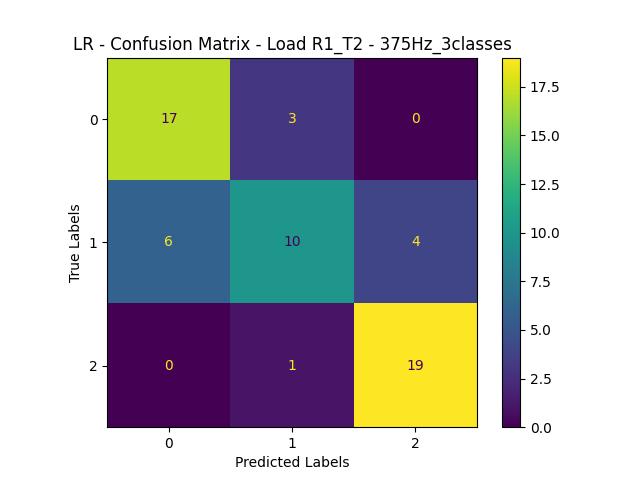 LR - Confusion Matrix - Load R1_T2 - 375Hz_3classes
True Labels
0
1
2
17 3 0
6 10 4
0 1 19
0 1 2
Predicted Labels
17.5
15.0
12.5
10.0
7.5
5.0
2.5
0.0